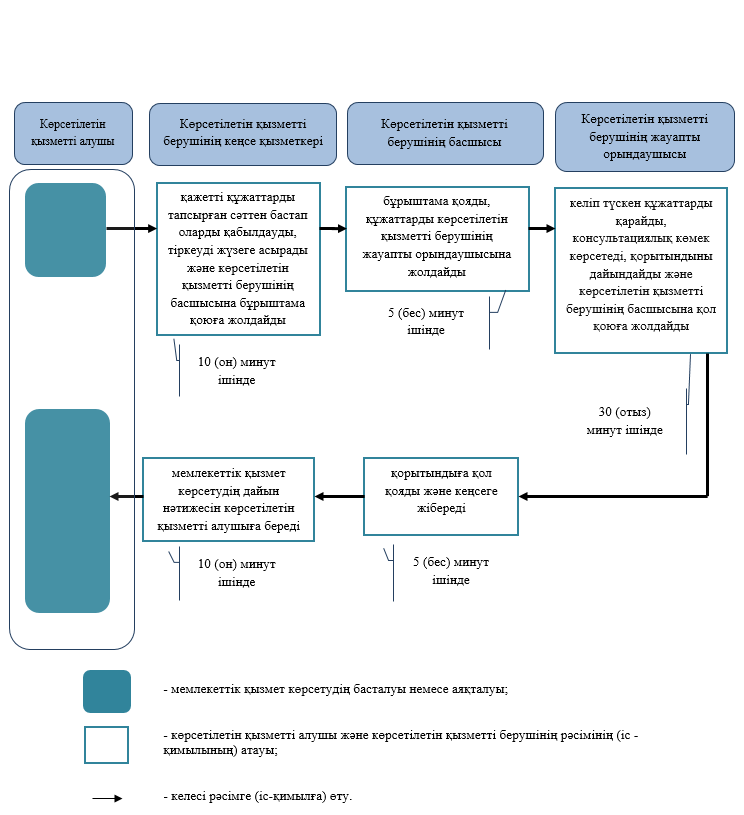 Көрсетілетін
қызметті алушы
Көрсетілетін қызметті
берушінің кеңсе қызметкері
Көрсетілетін қызметті
берушінің басшысы
Көрсетілетін қызметті
берушінің жауапты
орындаушысы
қажетті құжаттарды
тапсырған сәттен бастап
оларды қабылдауды,
тіркеуді жүзеге асырады
және көрсетілетін
қызметті берушінің
басшысына бұрыштама
қоюға жолдайды
бұрыштама қояды,
құжаттарды көрсетілетін
қызметті берушінің
жауапты орындаушысына
жолдайды
келіп түскен құжаттарды
қарайды,
консультациялық көмек
көрсетеді, қорытындыны
дайындайды және
көрсетілетін қызметті
берушінің басшысына қол
қоюға жолдайды
10 (он) минут
ішінде
5 (бес) минут
ішінде
30 (отыз)
минут ішінде
мемлекеттік қызмет
көрсетудің дайын
нәтижесін көрсетілетін
қызметті алушыға береді
қорытындыға қол
қояды және кеңсеге
жібереді
10 (он) минут
ішінде
5 (бес) минут
ішінде
- мемлекеттік қызмет көрсетудің басталуы немесе аяқталуы;
- көрсетілетін қызметті алушы және көрсетілетін қызметті берушінің рәсімінің (іс -
қимылының) атауы;
- келесі рәсімге (іс-қимылға) өту.